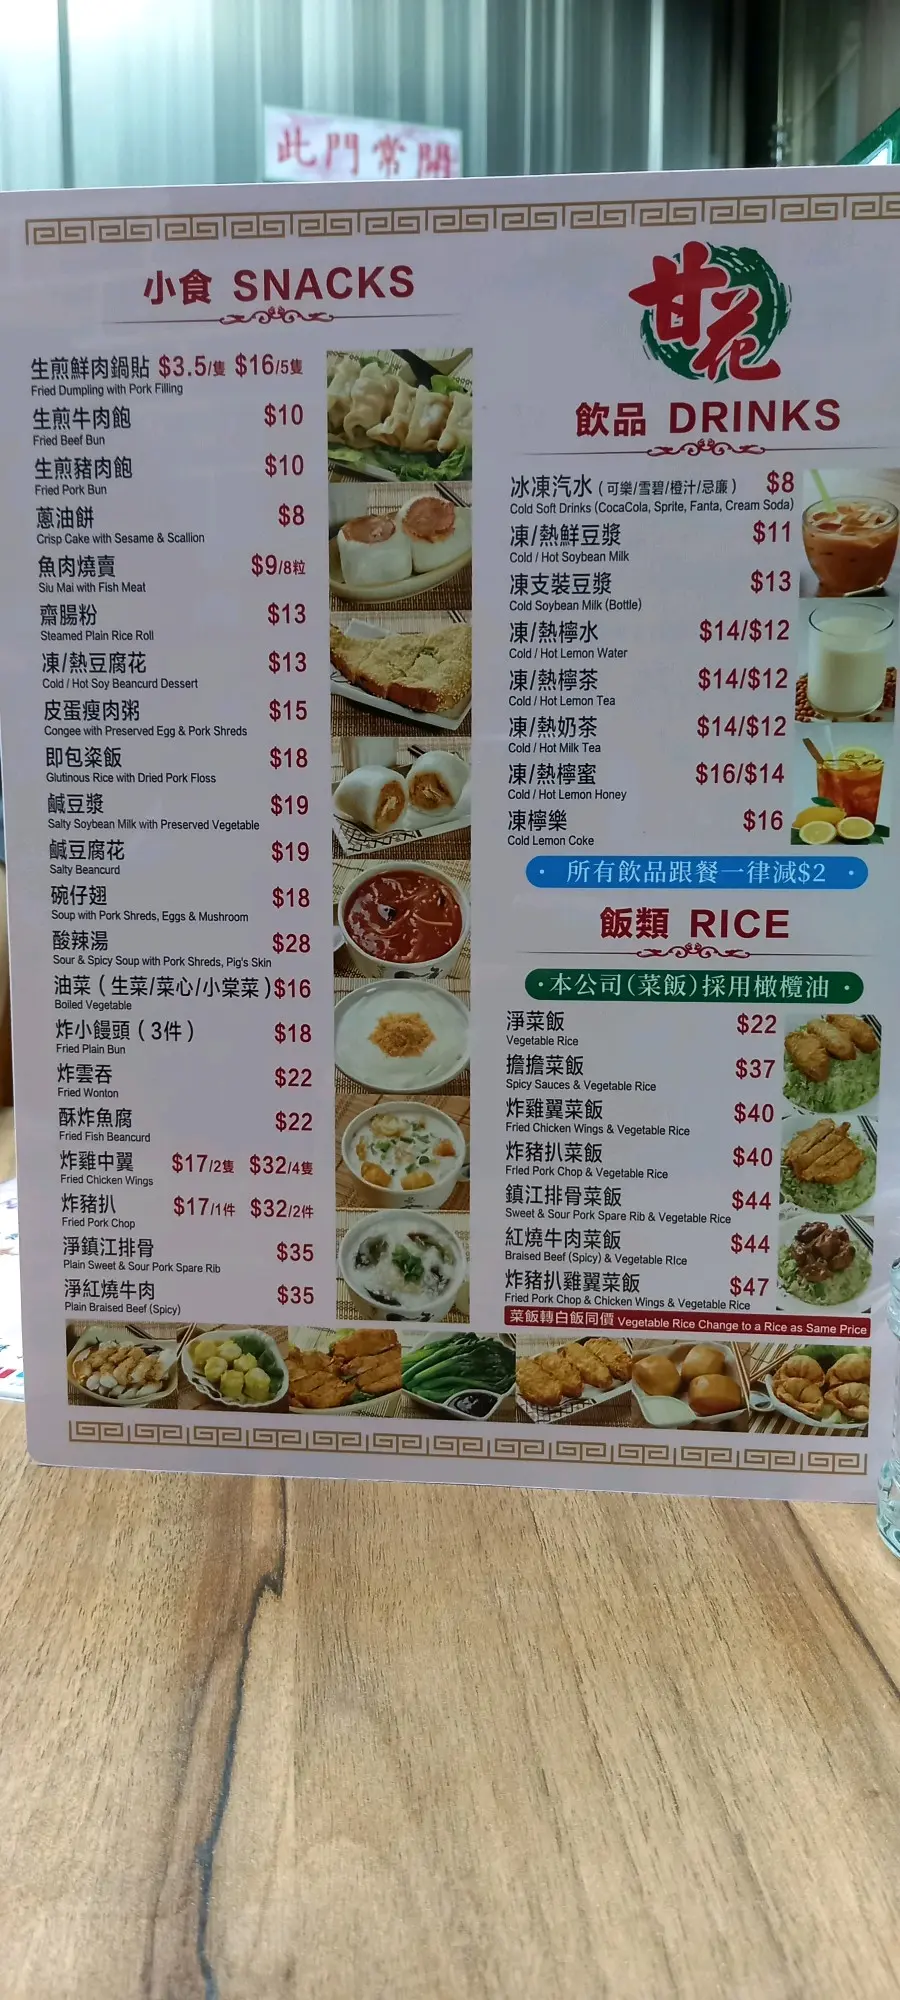 此門常開
小食 SNACKS
生煎鮮肉鍋貼 $3.5/隻 $16/5隻
Fried Dumpling with Pork Filling
生煎牛肉飽 $10
Fried Beef Bun
生煎豬肉飽 $10
Fried Pork Bun
蔥油餅 $8
Crisp Cake with Sesame & Scallion
魚肉燒賣 $9/8粒
Siu Mai with Fish Meat
齋腸粉 $13
Steamed Plain Rice Roll
凍/熱豆腐花 $13
Cold / Hot Soy Beancurd Dessert
皮蛋瘦肉粥 $15
Congee with Preserved Egg & Pork Shreds
即包粢飯 $18
Glutinous Rice with Dried Pork Floss
鹹豆漿 $19
Salty Soybean Milk with Preserved Vegetable
鹹豆腐花 $19
Salty Beancurd
碗仔翅 $18
Soup with Pork Shreds, Eggs & Mushroom
酸辣湯 $28
Sour & Spicy Soup with Pork Shreds, Pig's Skin
油菜 ( 生菜/菜心/小棠菜 ) $16
Boiled Vegetable
炸小饅頭 ( 3件 ) $18
Fried Plain Bun
炸雲吞 $22
Fried Wonton
酥炸魚腐 $22
Fried Fish Beancurd
炸雞中翼 $17/2隻 $32/4隻
Fried Chicken Wings
炸豬扒 $17/1件 $32/2件
Fried Pork Chop
淨鎮江排骨 $35
Plain Sweet & Sour Pork Spare Rib
淨紅燒牛肉 $35
Plain Braised Beef (Spicy)
甘花
飲品 DRINKS
冰凍汽水 ( 可樂/雪碧/橙汁/忌廉 ) $8
Cold Soft Drinks (CocaCola, Sprite, Fanta, Cream Soda)
凍/熱鮮豆漿 $11
Cold / Hot Soybean Milk
凍支裝豆漿 $13
Cold Soybean Milk (Bottle)
凍/熱檸水 $14/$12
Cold / Hot Lemon Water
凍/熱檸茶 $14/$12
Cold / Hot Lemon Tea
凍/熱奶茶 $14/$12
Cold / Hot Milk Tea
凍/熱檸蜜 $16/$14
Cold / Hot Lemon Honey
凍檸樂 $16
Cold Lemon Coke
· 所有飲品跟餐一律減$2 ·
飯類 RICE
·本公司(菜飯)採用橄欖油 ·
淨菜飯 $22
Vegetable Rice
擔擔菜飯 $37
Spicy Sauces & Vegetable Rice
炸雞翼菜飯 $40
Fried Chicken Wings & Vegetable Rice
炸豬扒菜飯 $40
Fried Pork Chop & Vegetable Rice
鎮江排骨菜飯 $44
Sweet & Sour Pork Spare Rib & Vegetable Rice
紅燒牛肉菜飯 $44
Braised Beef (Spicy) & Vegetable Rice
炸豬扒雞翼菜飯 $47
Fried Pork Chop & Chicken Wings & Vegetable Rice
菜飯轉白飯同價 Vegetable Rice Change to a Rice as Same Price